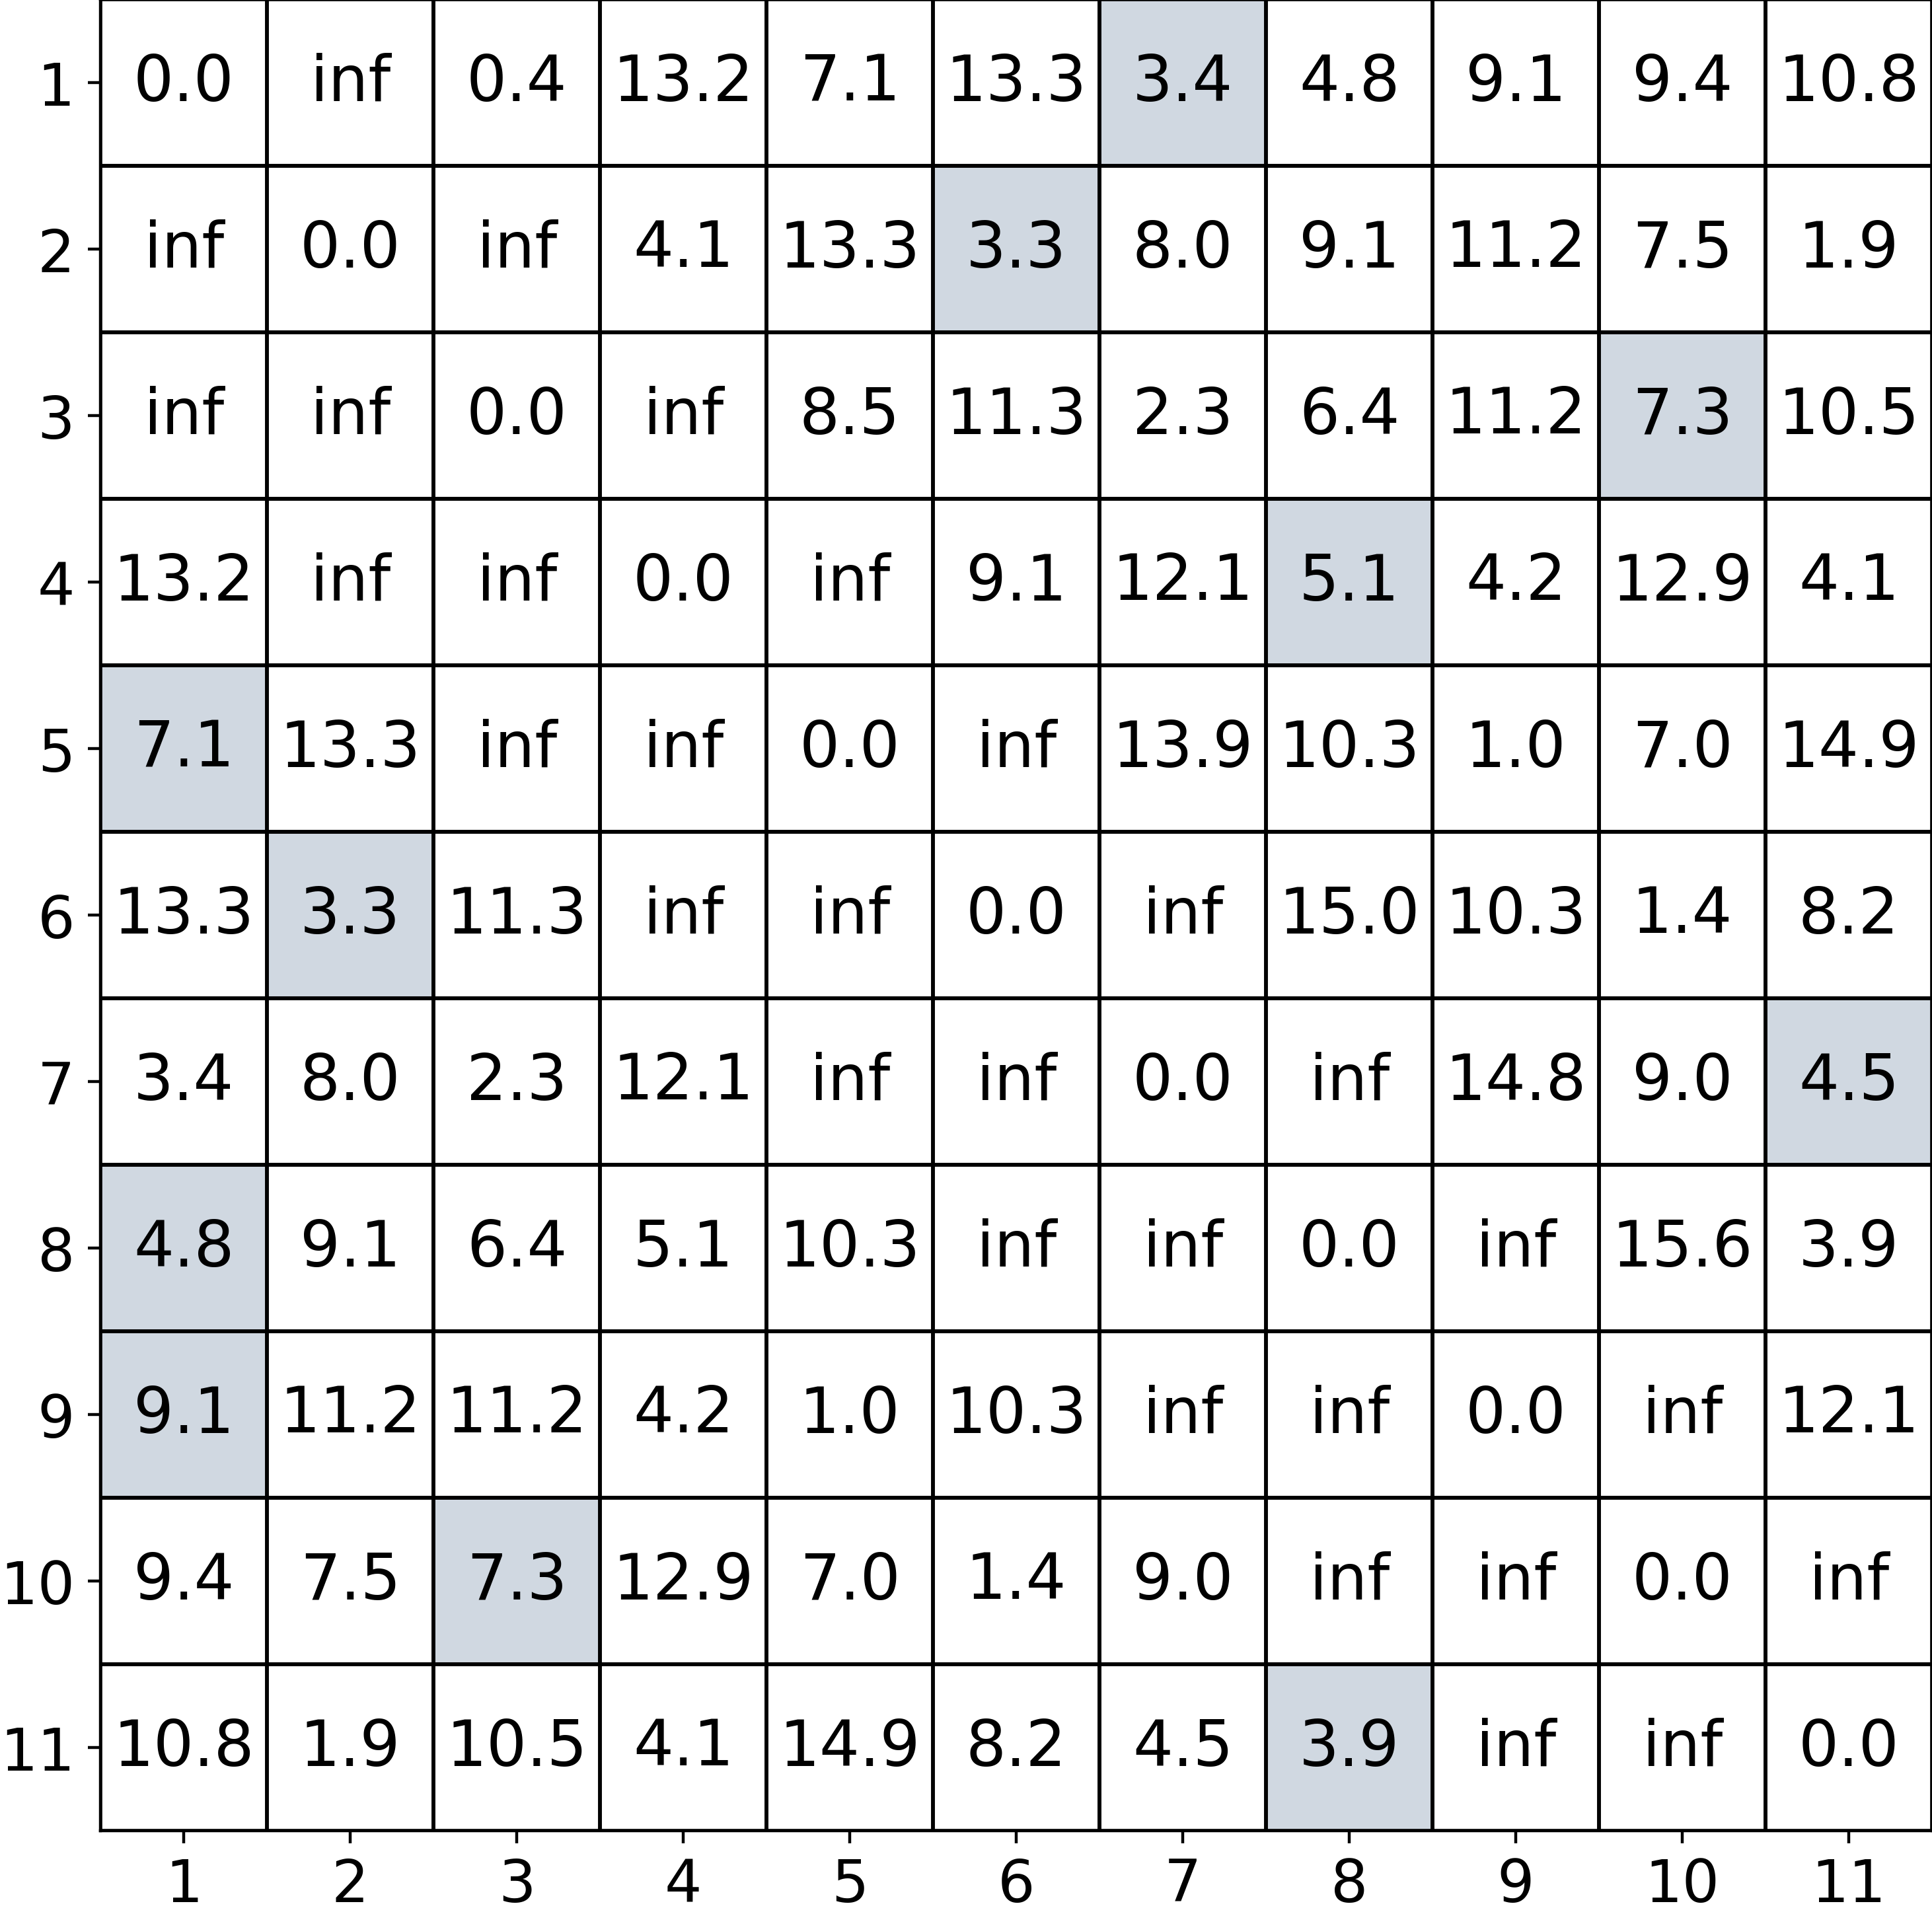 1 0.0 inf 0.4 13.2 7.1 13.3 3.4 4.8 9.1 9.4 10.8
2 inf 0.0 inf 4.1 13.3 3.3 8.0 9.1 11.2 7.5 1.9
3 inf inf 0.0 inf 8.5 11.3 2.3 6.4 11.2 7.3 10.5
4 13.2 inf inf 0.0 inf 9.1 12.1 5.1 4.2 12.9 4.1
5 7.1 13.3 inf inf 0.0 inf 13.9 10.3 1.0 7.0 14.9
6 13.3 3.3 11.3 inf inf 0.0 inf 15.0 10.3 1.4 8.2
7 3.4 8.0 2.3 12.1 inf inf 0.0 inf 14.8 9.0 4.5
8 4.8 9.1 6.4 5.1 10.3 inf inf 0.0 inf 15.6 3.9
9 9.1 11.2 11.2 4.2 1.0 10.3 inf inf 0.0 inf 12.1
10 9.4 7.5 7.3 12.9 7.0 1.4 9.0 inf inf 0.0 inf
11 10.8 1.9 10.5 4.1 14.9 8.2 4.5 3.9 inf inf 0.0
1 2 3 4 5 6 7 8 9 10 11